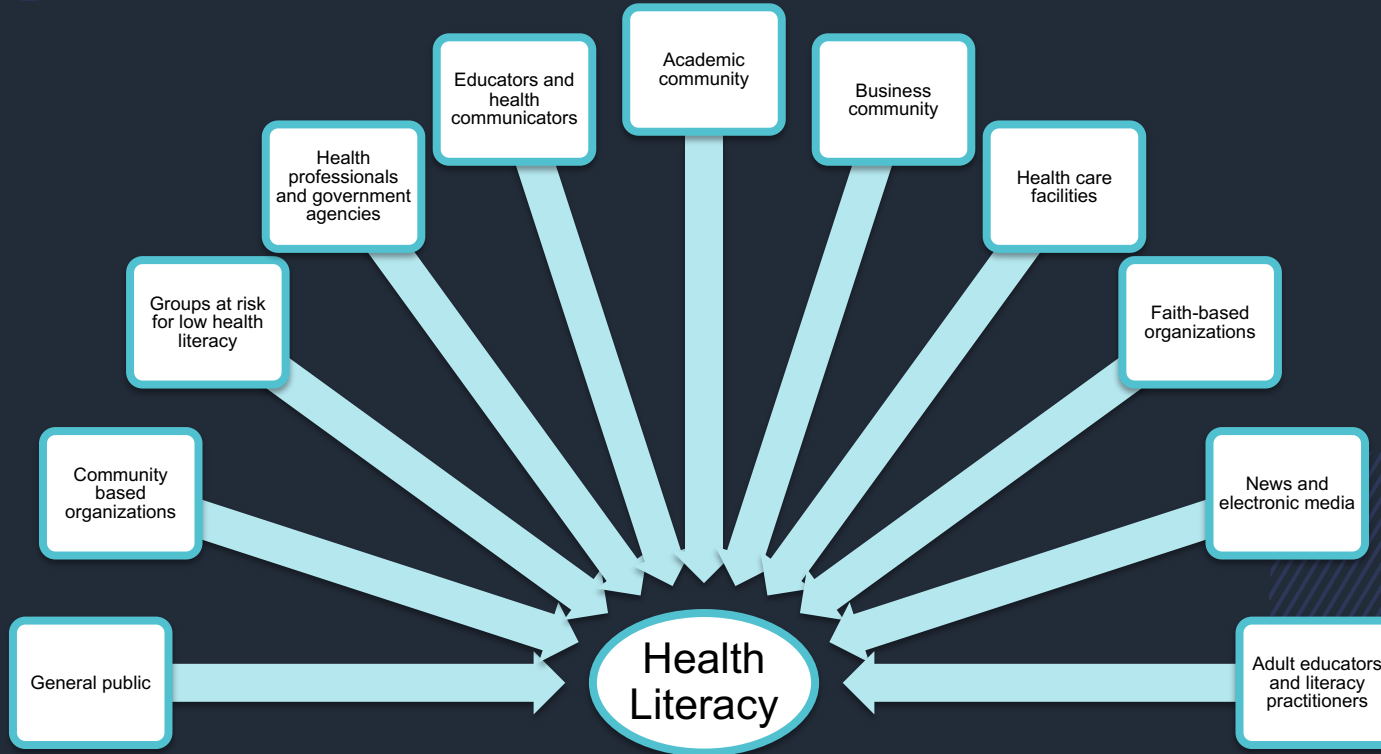 Academic
community
Educators and
health
communicators
Business
community
Health
professionals
and government
agencies
Health care
facilities
Groups at risk
for low health
literacy
Faith-based
organizations
Community
based
organizations
News and
electronic media
General public
Health
Literacy
Adult educators
and literacy
practitioners